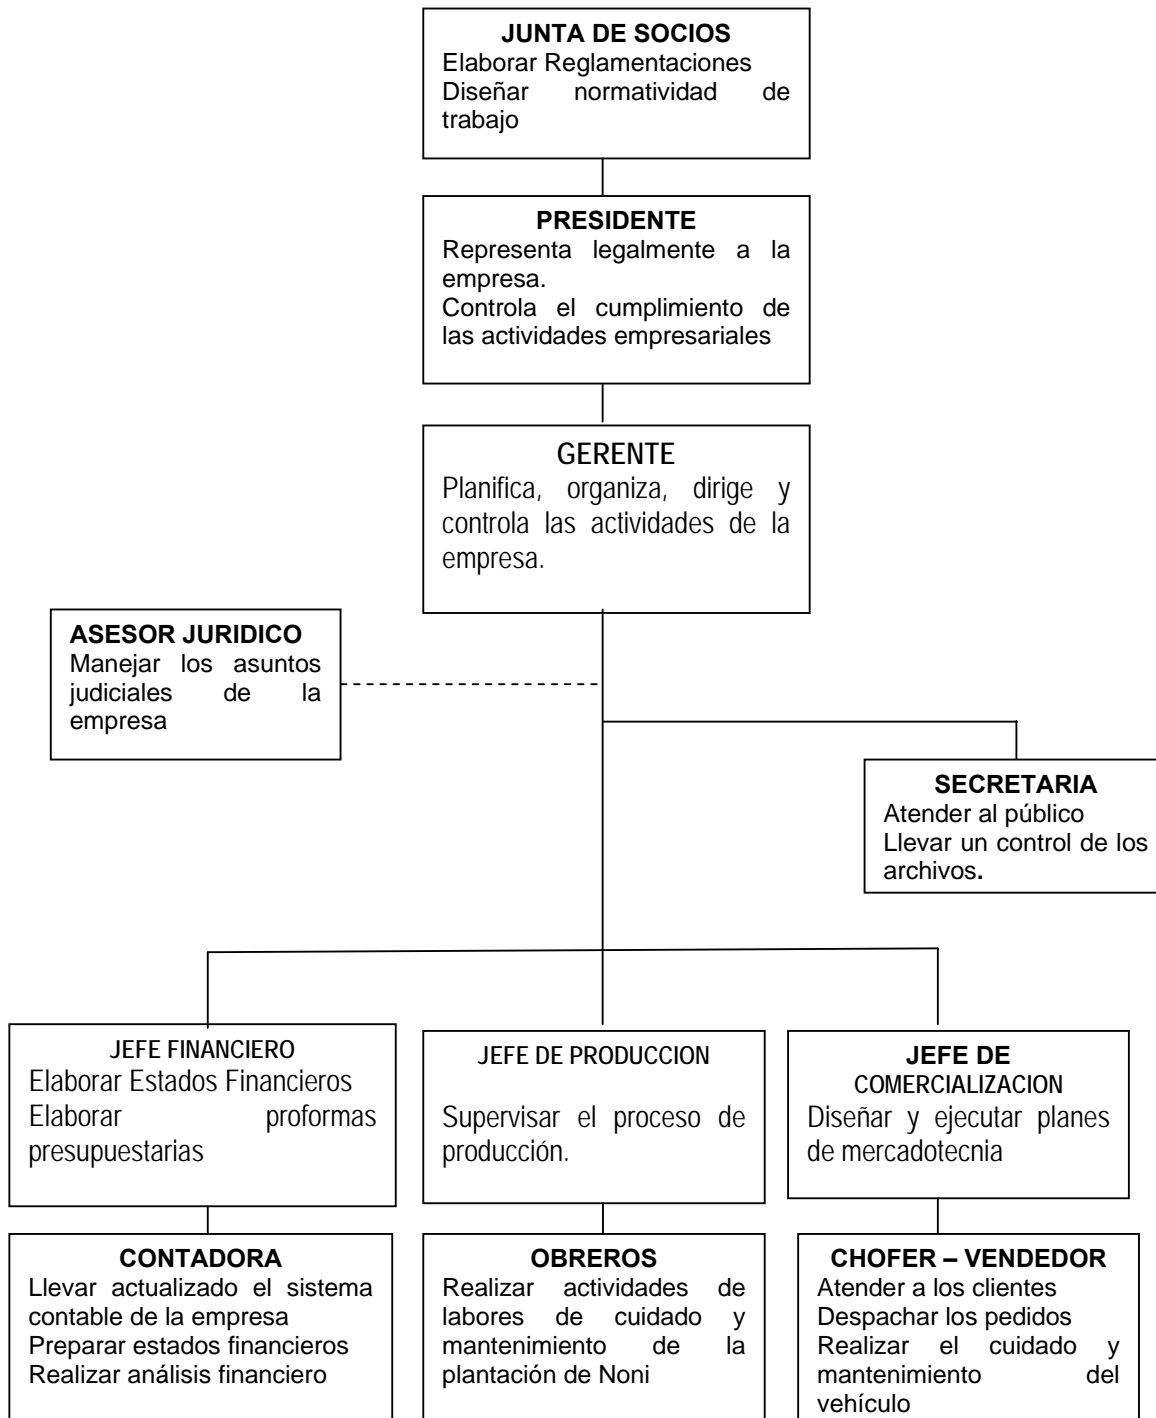 JUNTA DE SOCIOS
Elaborar Reglamentaciones
Diseñar normatividad de
trabajo
PRESIDENTE
Representa legalmente a la
empresa.
Controla el cumplimiento de
las actividades empresariales
GERENTE
Planifica, organiza, dirige y
controla las actividades de la
empresa.
ASESOR JURIDICO
Manejar los asuntos
judiciales de la
empresa
SECRETARIA
Atender al público
Llevar un control de los
archivos.
JEFE FINANCIERO
Elaborar Estados Financieros
Elaborar proformas
presupuestarias
JEFE DE PRODUCCION
Supervisar el proceso de
producción.
JEFE DE
COMERCIALIZACION
Diseñar y ejecutar planes
de mercadotecnia
CONTADORA
Llevar actualizado el sistema
contable de la empresa
Preparar estados financieros
Realizar análisis financiero
OBREROS
Realizar actividades de
labores de cuidado y
mantenimiento de la
plantación de Noni
CHOFER – VENDEDOR
Atender a los clientes
Despachar los pedidos
Realizar el cuidado y
mantenimiento del
vehículo